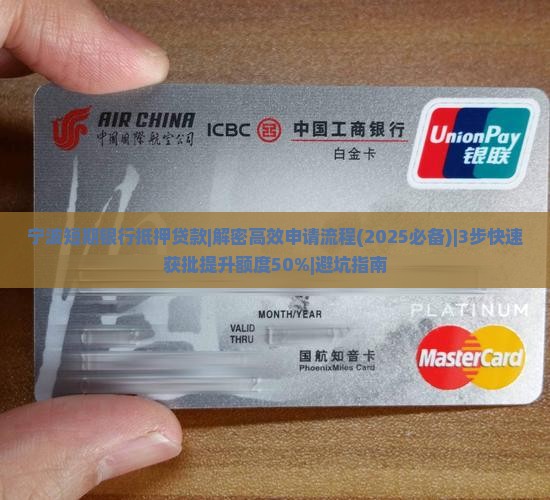 AIR CHINA
中国国际航空公司
ICBC 中国工商银行
白金卡
UnionPay
银联
宁波短期银行抵押贷款|解密高效申请流程(2025必备)|3步快速
获批提升额度50%|避坑指南
PLATINUM
MONTH/YEAR
VALID
THRU
国航知音卡
PhoenixMiles Card
MasterCard